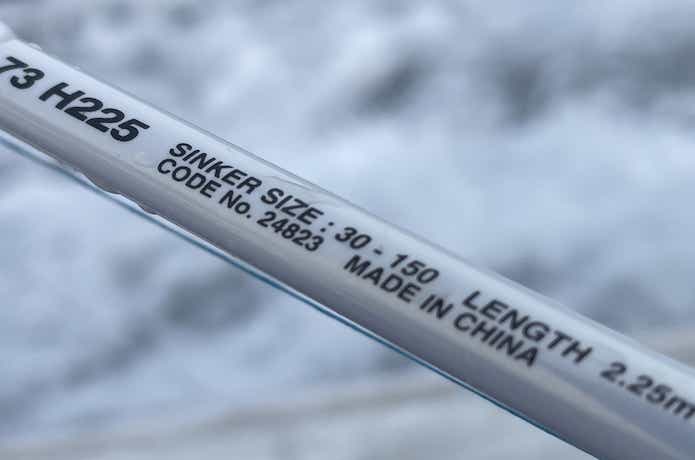 73 H225
SINKER SIZE : 30 - 150 LENGTH 2.25m
CODE No. 24823 MADE IN CHINA